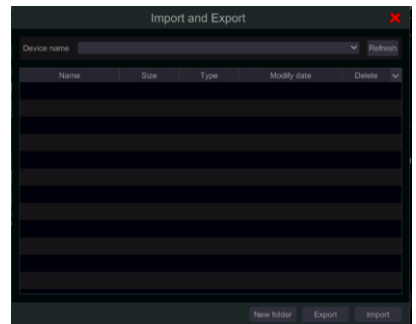 Import and Export
Device name Refresh
Name Size Type Modify date Delete
New folder Export Import